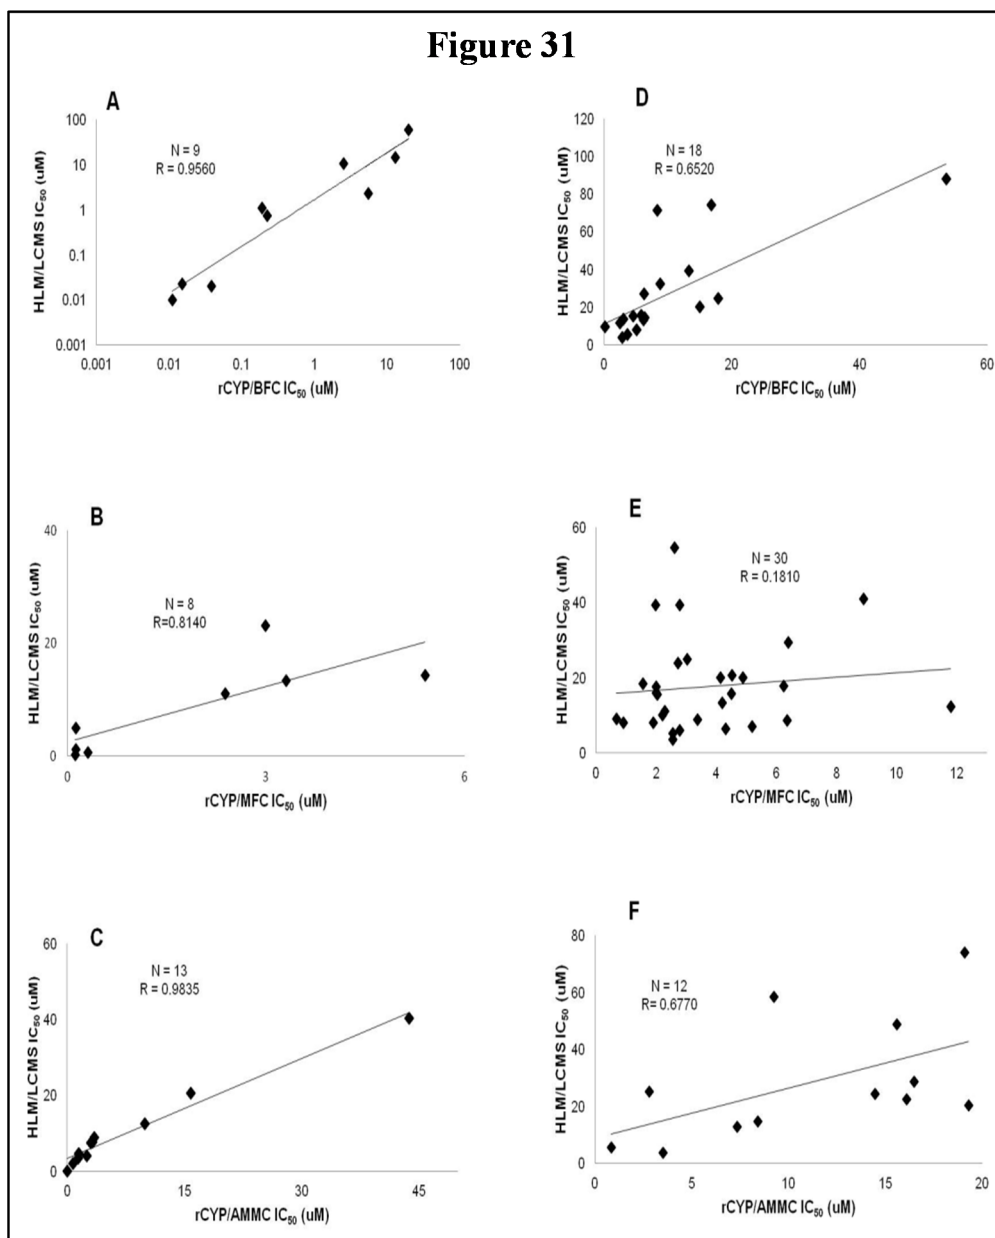 Figure 31
A
N = 9
R = 0.9560
HLM/LCMS IC50 (uM)
100
10
1
0.1
0.01
0.001
0.001 0.01 0.1 1 10 100
rCYP/BFC IC50 (uM)
D
N = 18
R = 0.6520
HLM/LCMS IC50 (uM)
120
100
80
60
40
20
0
0 20 40 60
rCYP/BFC IC50 (uM)
B
N = 8
R=0.8140
HLM/LCMS IC50 (uM)
40
20
0
0 3 6
rCYP/MFC IC50 (uM)
E
N = 30
R = 0.1810
HLM/LCMS IC50 (uM)
60
40
20
0
0 2 4 6 8 10 12
rCYP/MFC IC50 (uM)
C
N = 13
R = 0.9835
HLM/LCMS IC50 (uM)
60
40
20
0
0 15 30 45
rCYP/AMMC IC50 (uM)
F
N = 12
R= 0.6770
HLM/LCMS IC50 (uM)
80
60
40
20
0
0 5 10 15 20
rCYP/AMMC IC50 (uM)